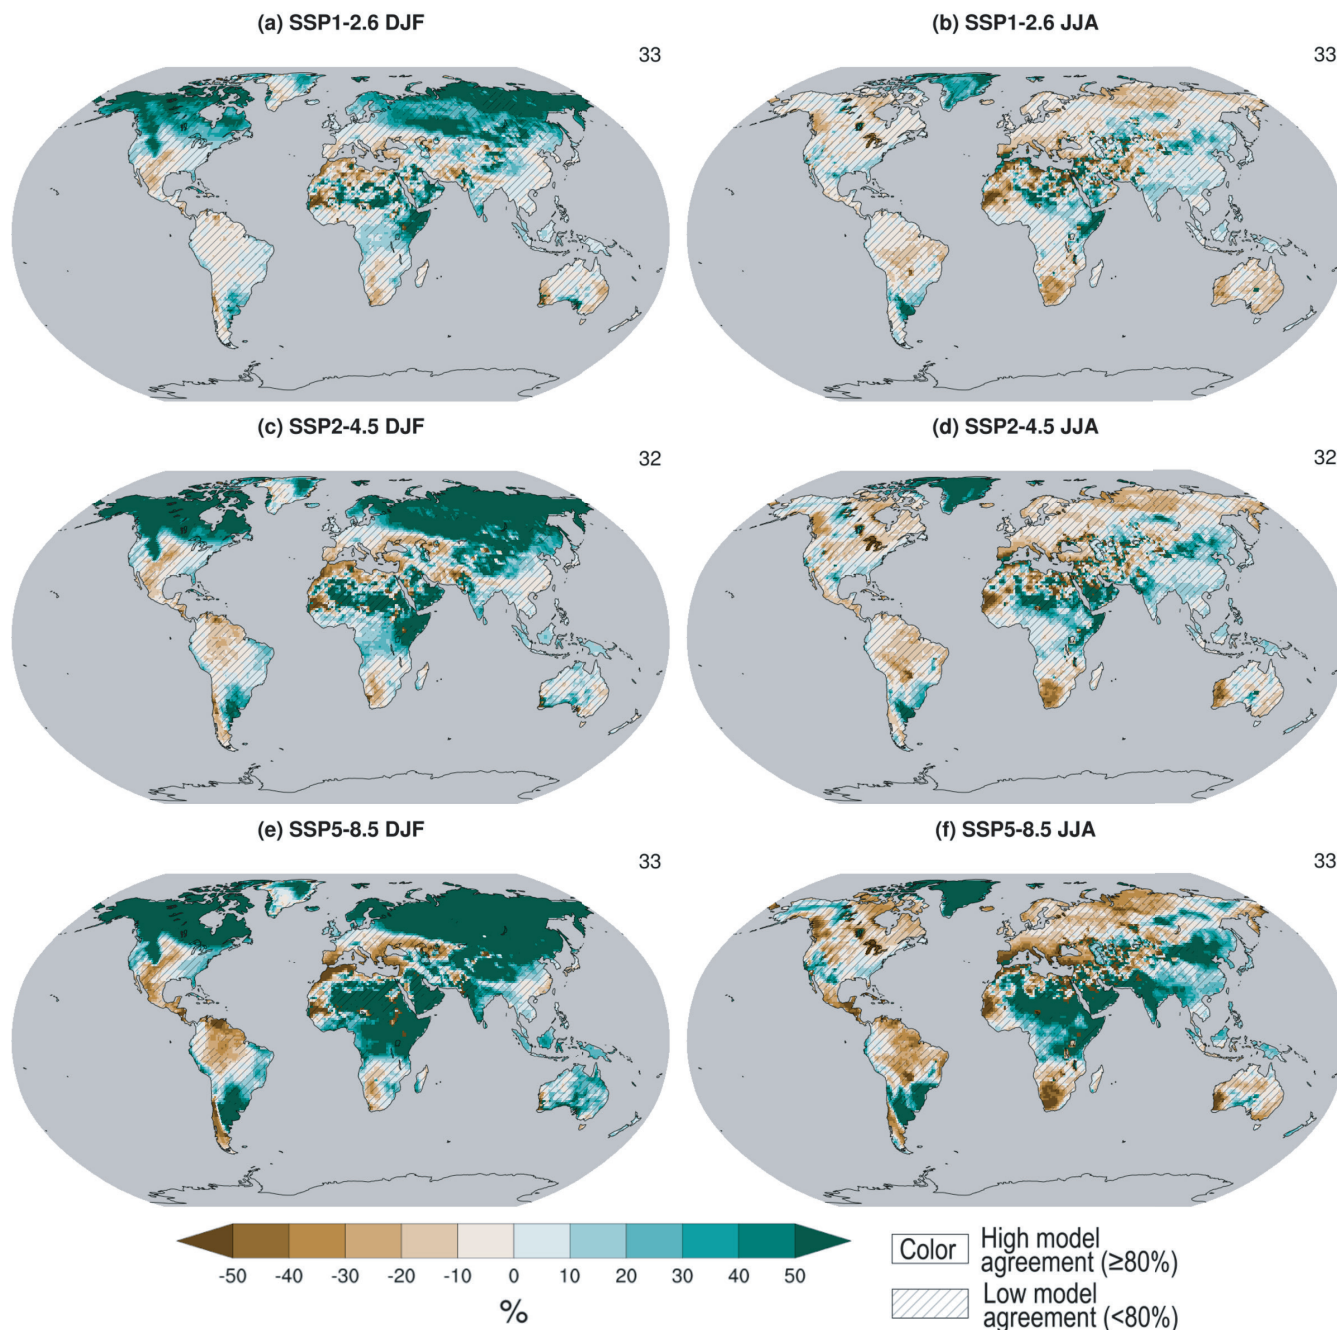 (a) SSP1-2.6 DJF
(b) SSP1-2.6 JJA
33
33
(c) SSP2-4.5 DJF
(d) SSP2-4.5 JJA
32
32
(e) SSP5-8.5 DJF
(f) SSP5-8.5 JJA
33
33
-50 -40 -30 -20 -10 0 10 20 30 40 50
%
Color
High model
agreement (≥80%)
Low model
agreement (<80%)